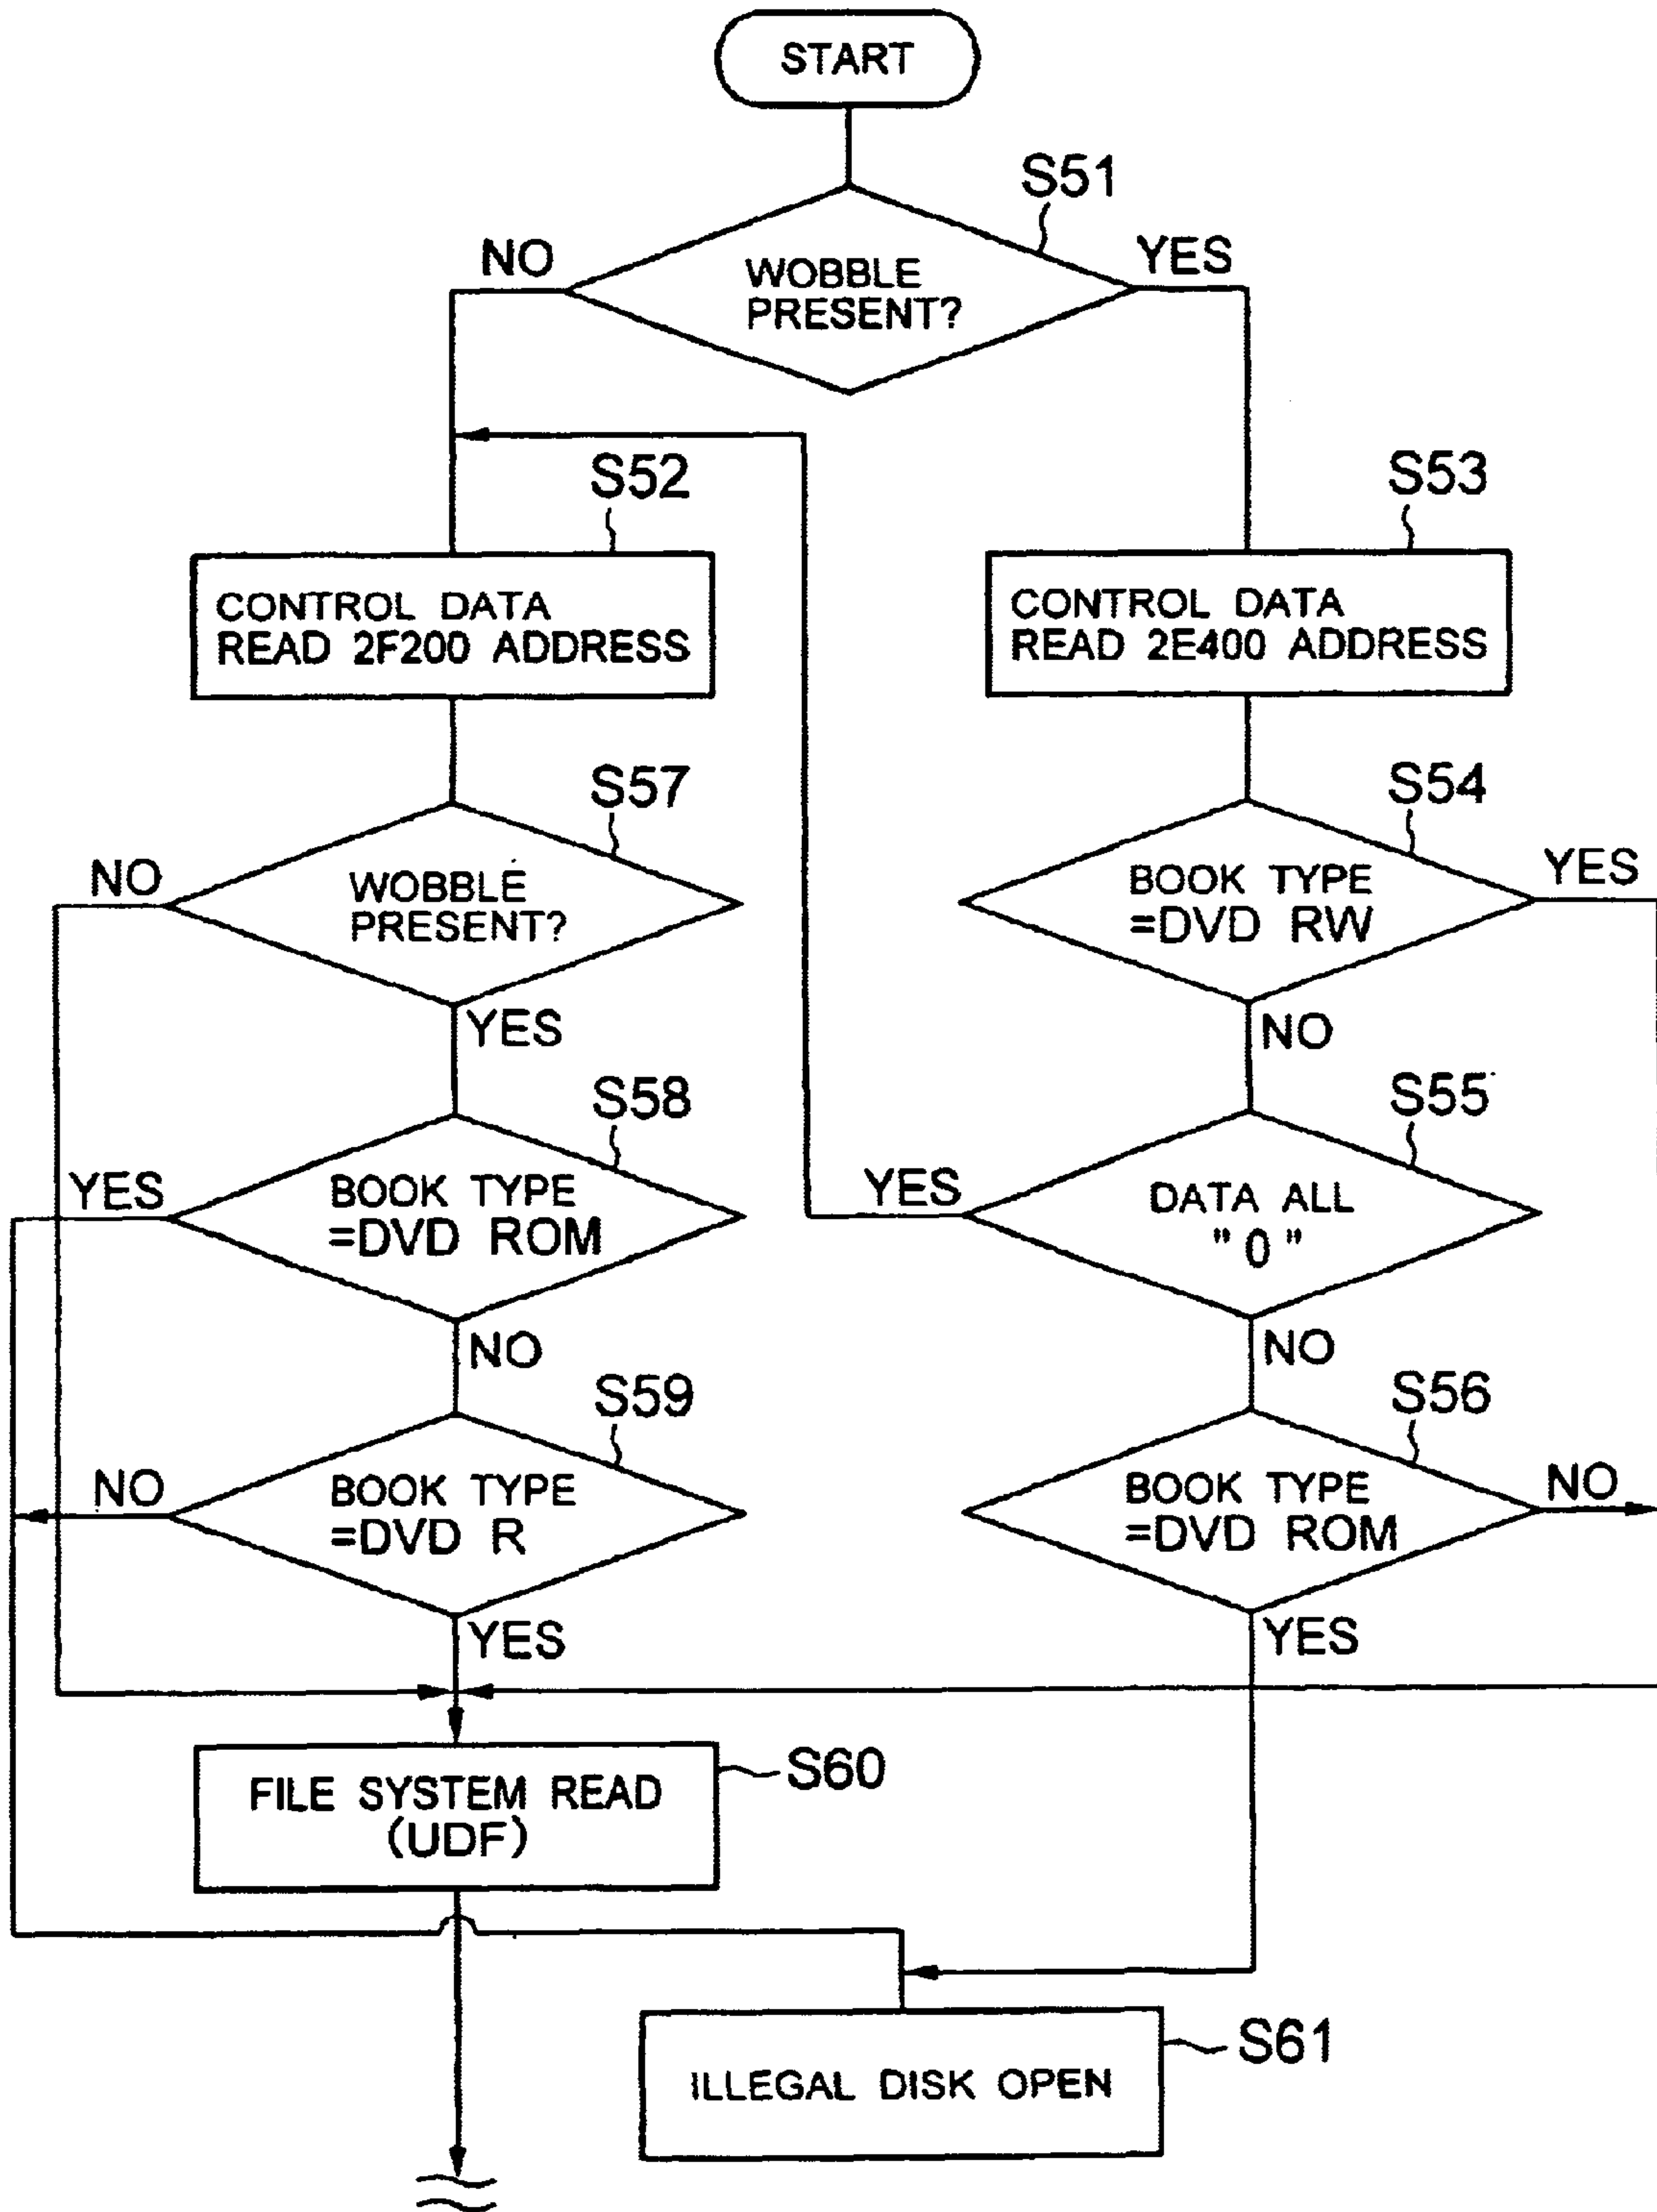 START
S51
NO
YES
WOBBLE
PRESENT?
S52
S53
CONTROL DATA
READ 2F200 ADDRESS
CONTROL DATA
READ 2E400 ADDRESS
S57
S54
NO
WOBBLE
PRESENT?
YES
BOOK TYPE
=DVD RW
YES
NO
S58
S55
YES
BOOK TYPE
=DVD ROM
YES
DATA ALL
"0"
NO
NO
S59
S56
NO
BOOK TYPE
=DVD R
BOOK TYPE
=DVD ROM
NO
YES
YES
FILE SYSTEM READ
(UDF)
S60
ILLEGAL DISK OPEN
S61